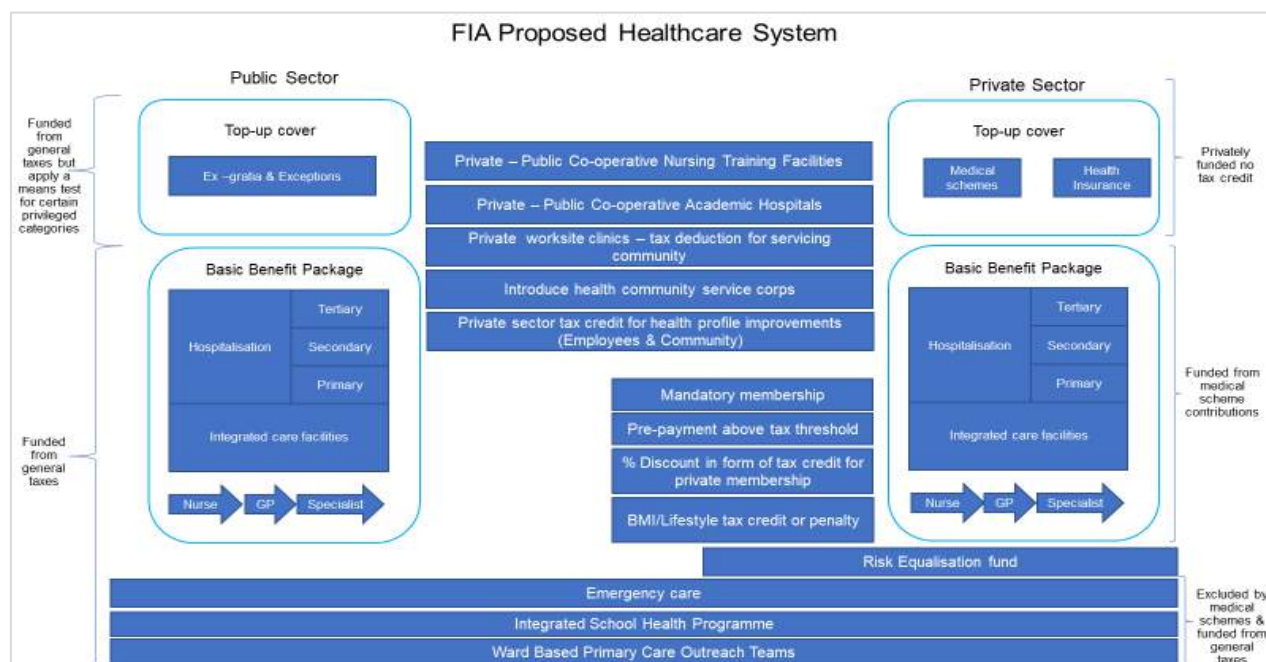 FIA Proposed Healthcare System
Public Sector
Private Sector
Funded
from
general
taxes but
apply a
means test
for certain
privileged
categories
Top-up cover
Ex –gratia & Exceptions
Private – Public Co-operative Nursing Training Facilities
Private – Public Co-operative Academic Hospitals
Private worksite clinics – tax deduction for servicing
community
Introduce health community service corps
Private sector tax credit for health profile improvements
(Employees & Community)
Top-up cover
Medical
schemes
Health
Insurance
Privately
funded no
tax credit
Funded
from
general
taxes
Basic Benefit Package
Hospitalisation
Tertiary
Secondary
Primary
Integrated care facilities
Nurse
GP
Specialist
Mandatory membership
Pre-payment above tax threshold
% Discount in form of tax credit for
private membership
BMI/Lifestyle tax credit or penalty
Basic Benefit Package
Hospitalisation
Tertiary
Secondary
Primary
Integrated care facilities
Nurse
GP
Specialist
Funded from
medical
scheme
contributions
Risk Equalisation fund
Emergency care
Integrated School Health Programme
Ward Based Primary Care Outreach Teams
Excluded by
medical
schemes &
funded from
general
taxes